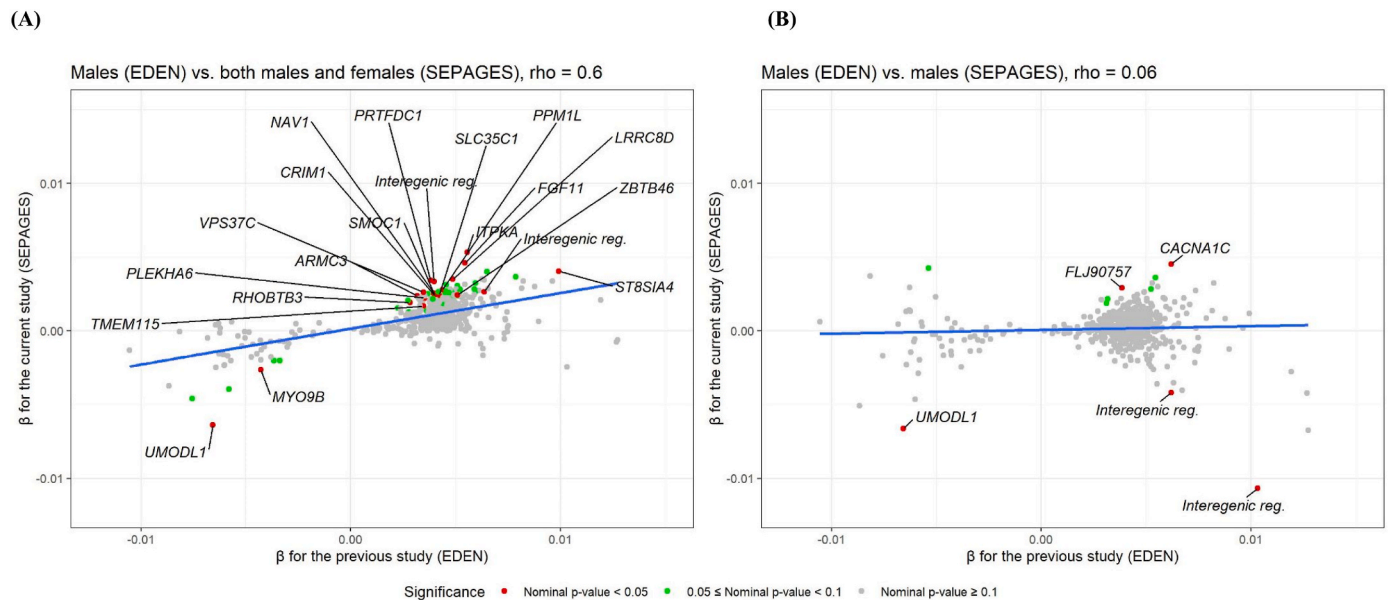 (A)
(B)
Males (EDEN) vs. both males and females (SEPAGES), rho = 0.6
PRTFDC1
PPM1L
NAV1
SLC35C1
LRRC8D
CRIM1
Interegenic reg.
FGF11
ZBTB46
VPS37C
SMOC1
ITPKA
Interegenic reg.
ARMC3
PLEKHA6
RHOBTB3
ST8SIA4
TMEM115
MYO9B
UMODL1
0.01
0.00
-0.01
β for the current study (SEPAGES)
-0.01
0.00
0.01
β for the previous study (EDEN)
Males (EDEN) vs. males (SEPAGES), rho = 0.06
CACNA1C
FLJ90757
Interegenic reg.
UMODL1
Interegenic reg.
0.01
0.00
-0.01
β for the current study (SEPAGES)
-0.01
0.00
0.01
β for the previous study (EDEN)
Significance
Nominal p-value < 0.05
0.05 ≤ Nominal p-value < 0.1
Nominal p-value ≥ 0.1